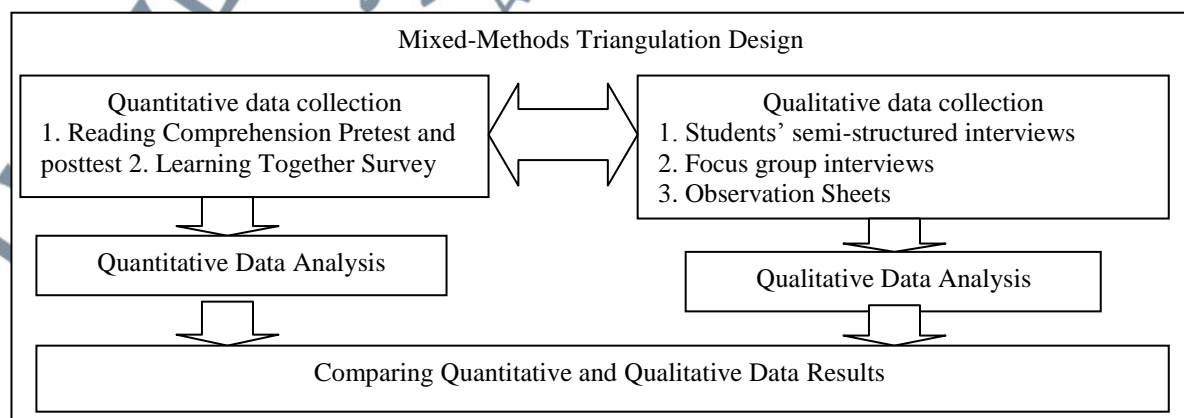 Mixed-Methods Triangulation Design
Quantitative data collection
1. Reading Comprehension Pretest and
posttest 2. Learning Together Survey
Qualitative data collection
1. Students' semi-structured interviews
2. Focus group interviews
3. Observation Sheets
Quantitative Data Analysis
Qualitative Data Analysis
Comparing Quantitative and Qualitative Data Results